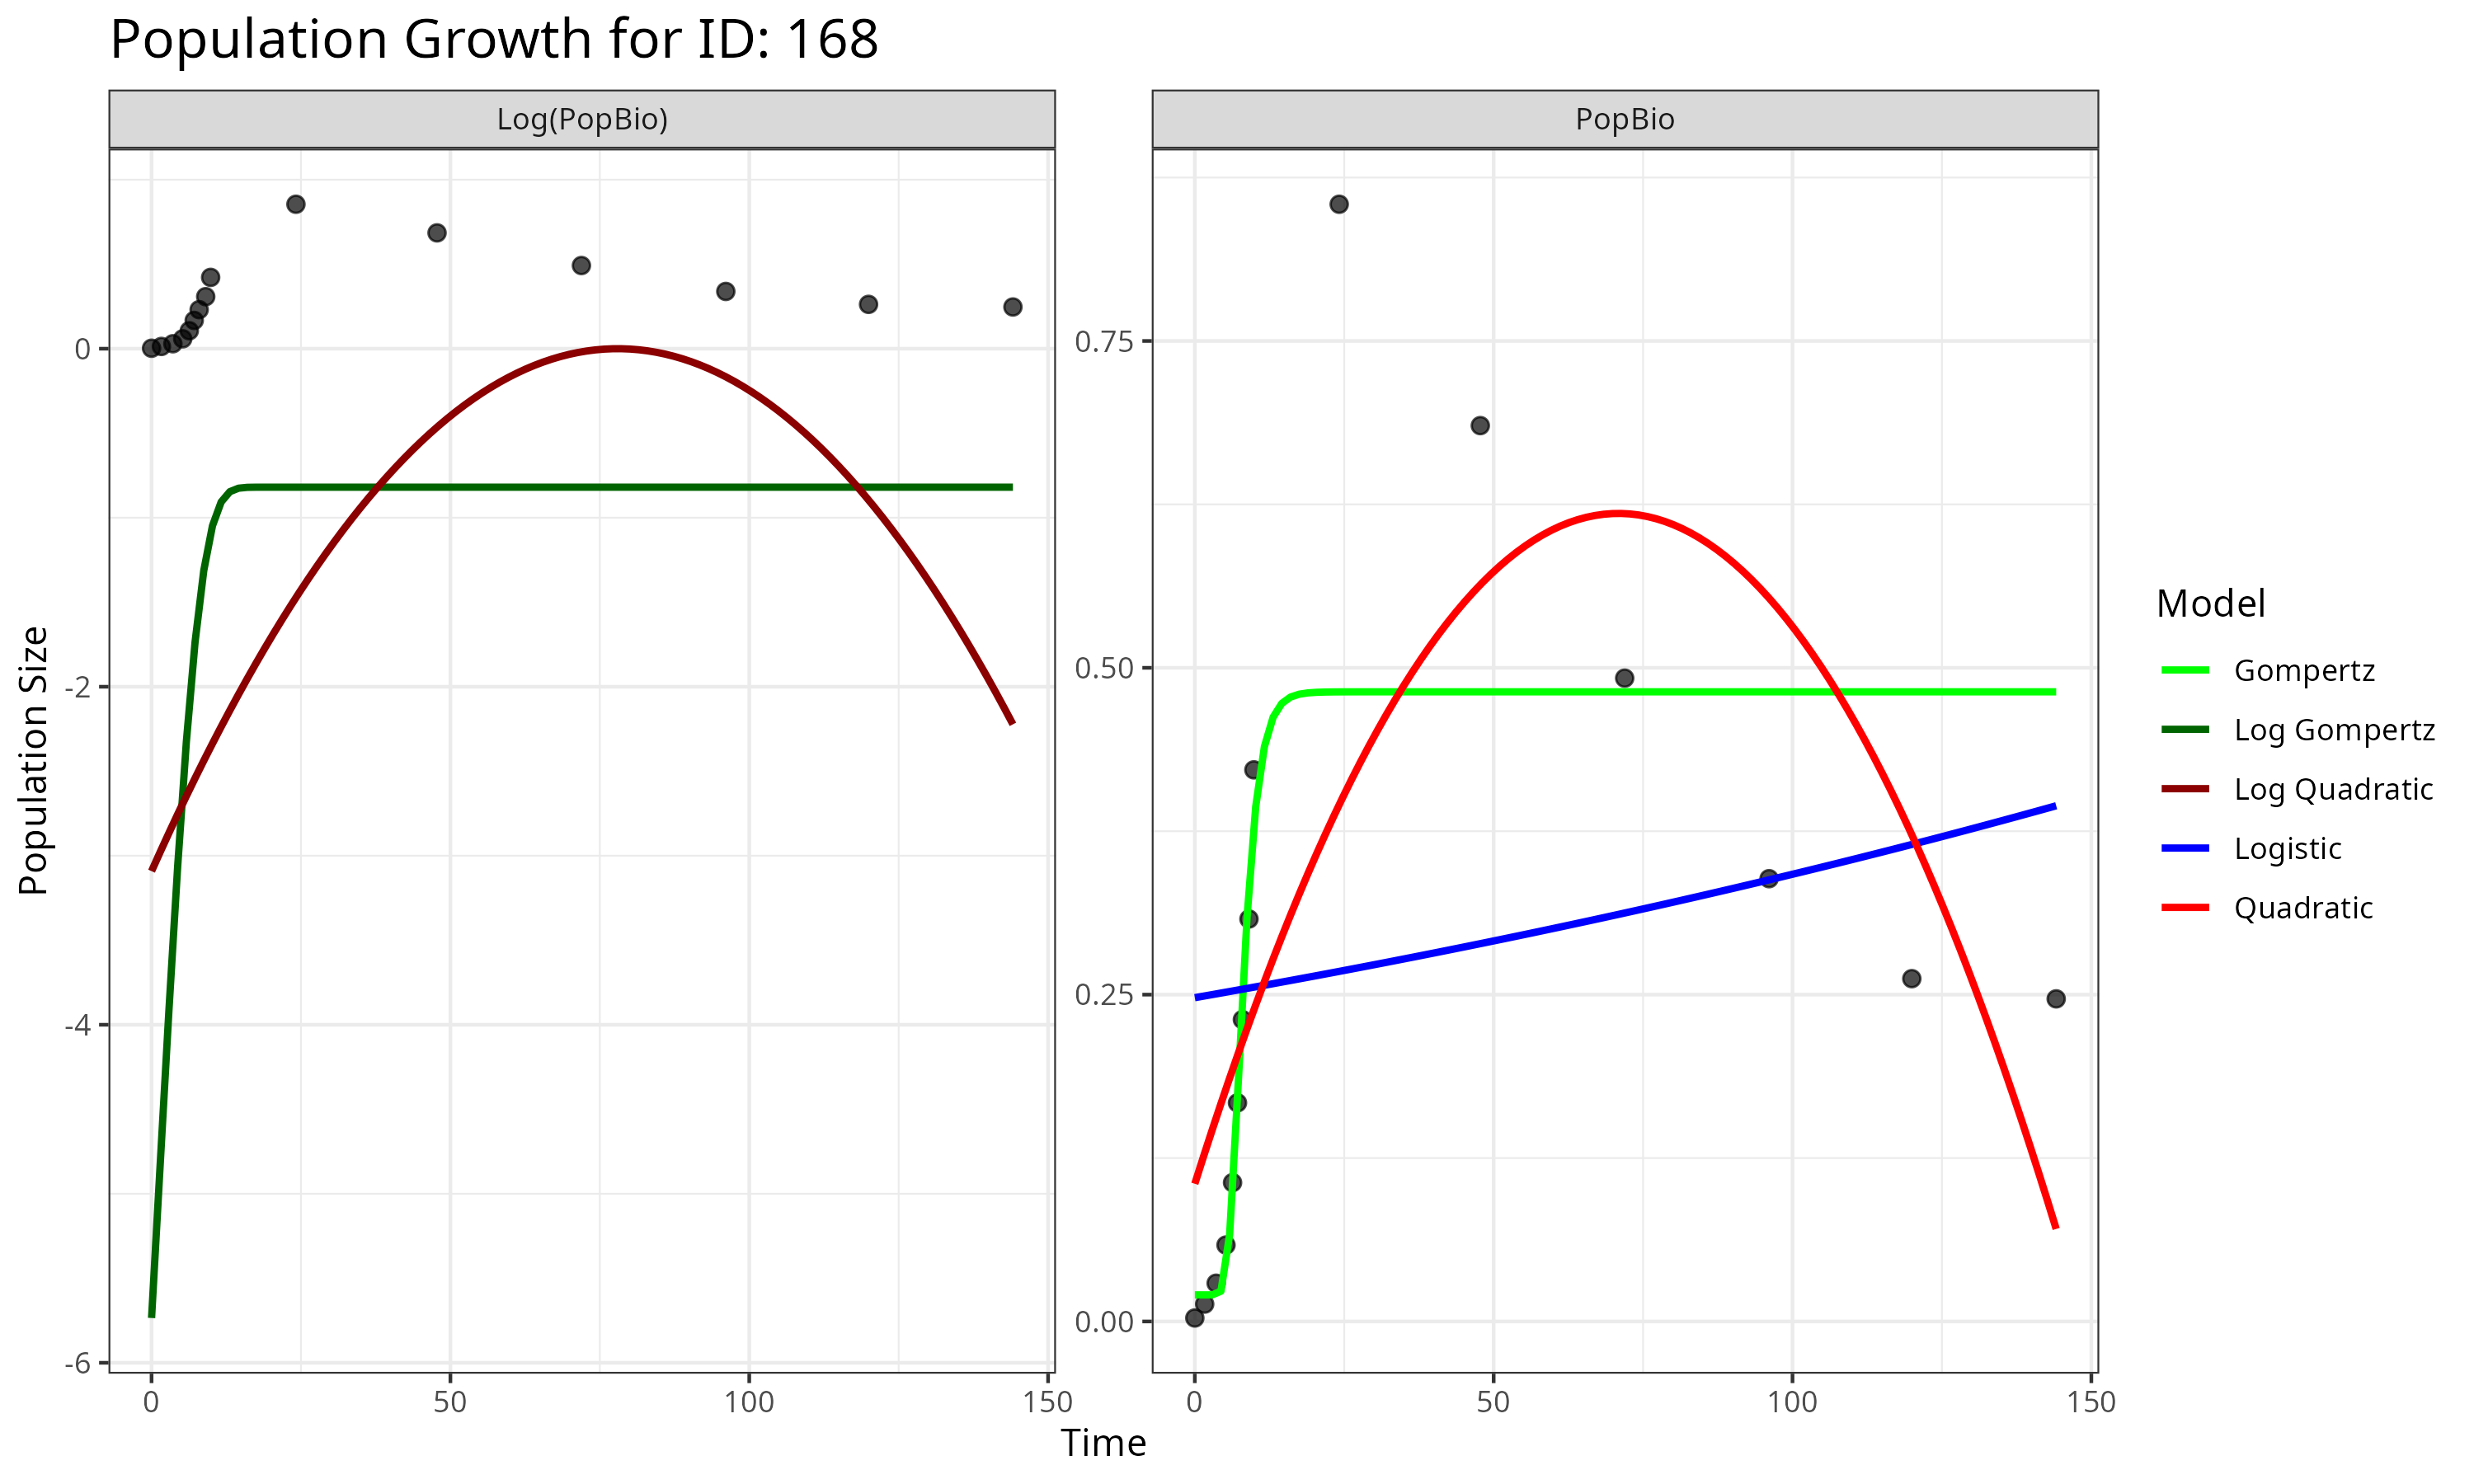 Population Growth for ID: 168
Log(PopBio)
PopBio
Population Size
0
-2
-4
-6
0.75
0.50
0.25
0.00
0
50
100
150
0
50
100
150
Time
Model
Gompertz
Log Gompertz
Log Quadratic
Logistic
Quadratic